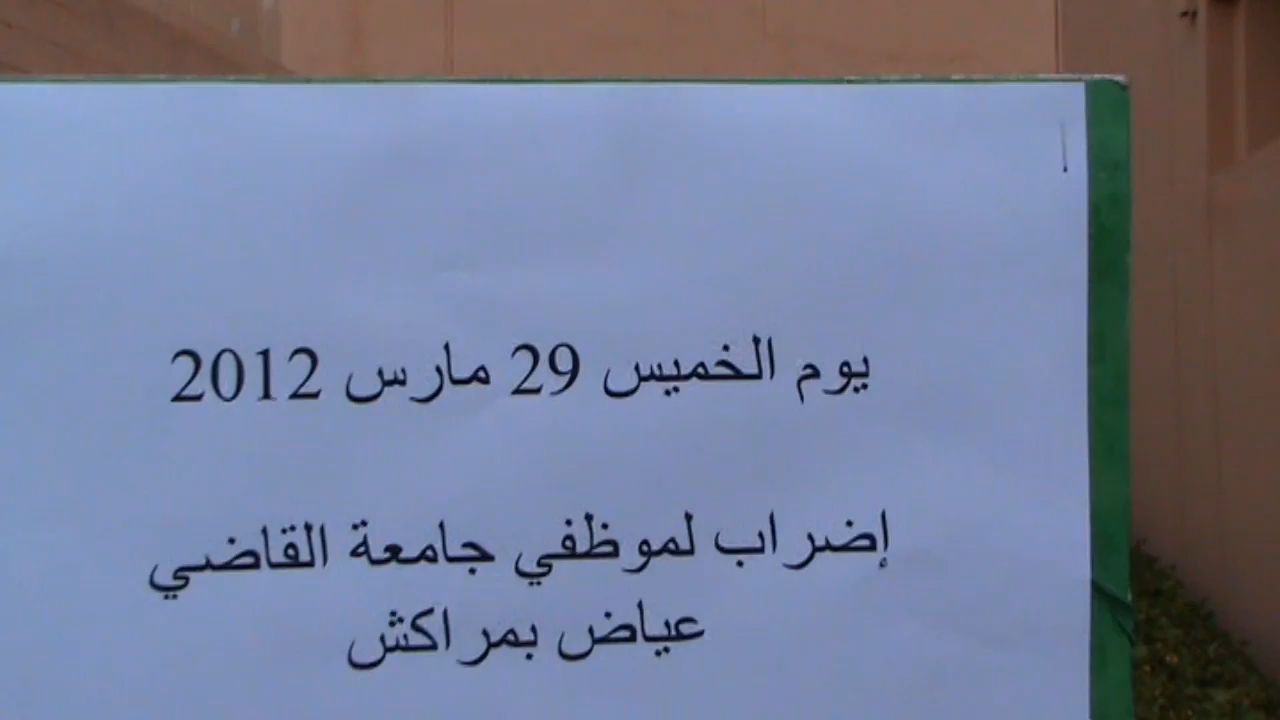 يوم الخميس 29 مارس 2012
إضراب لموظفي جامعة القاضي
عياض بمراكش